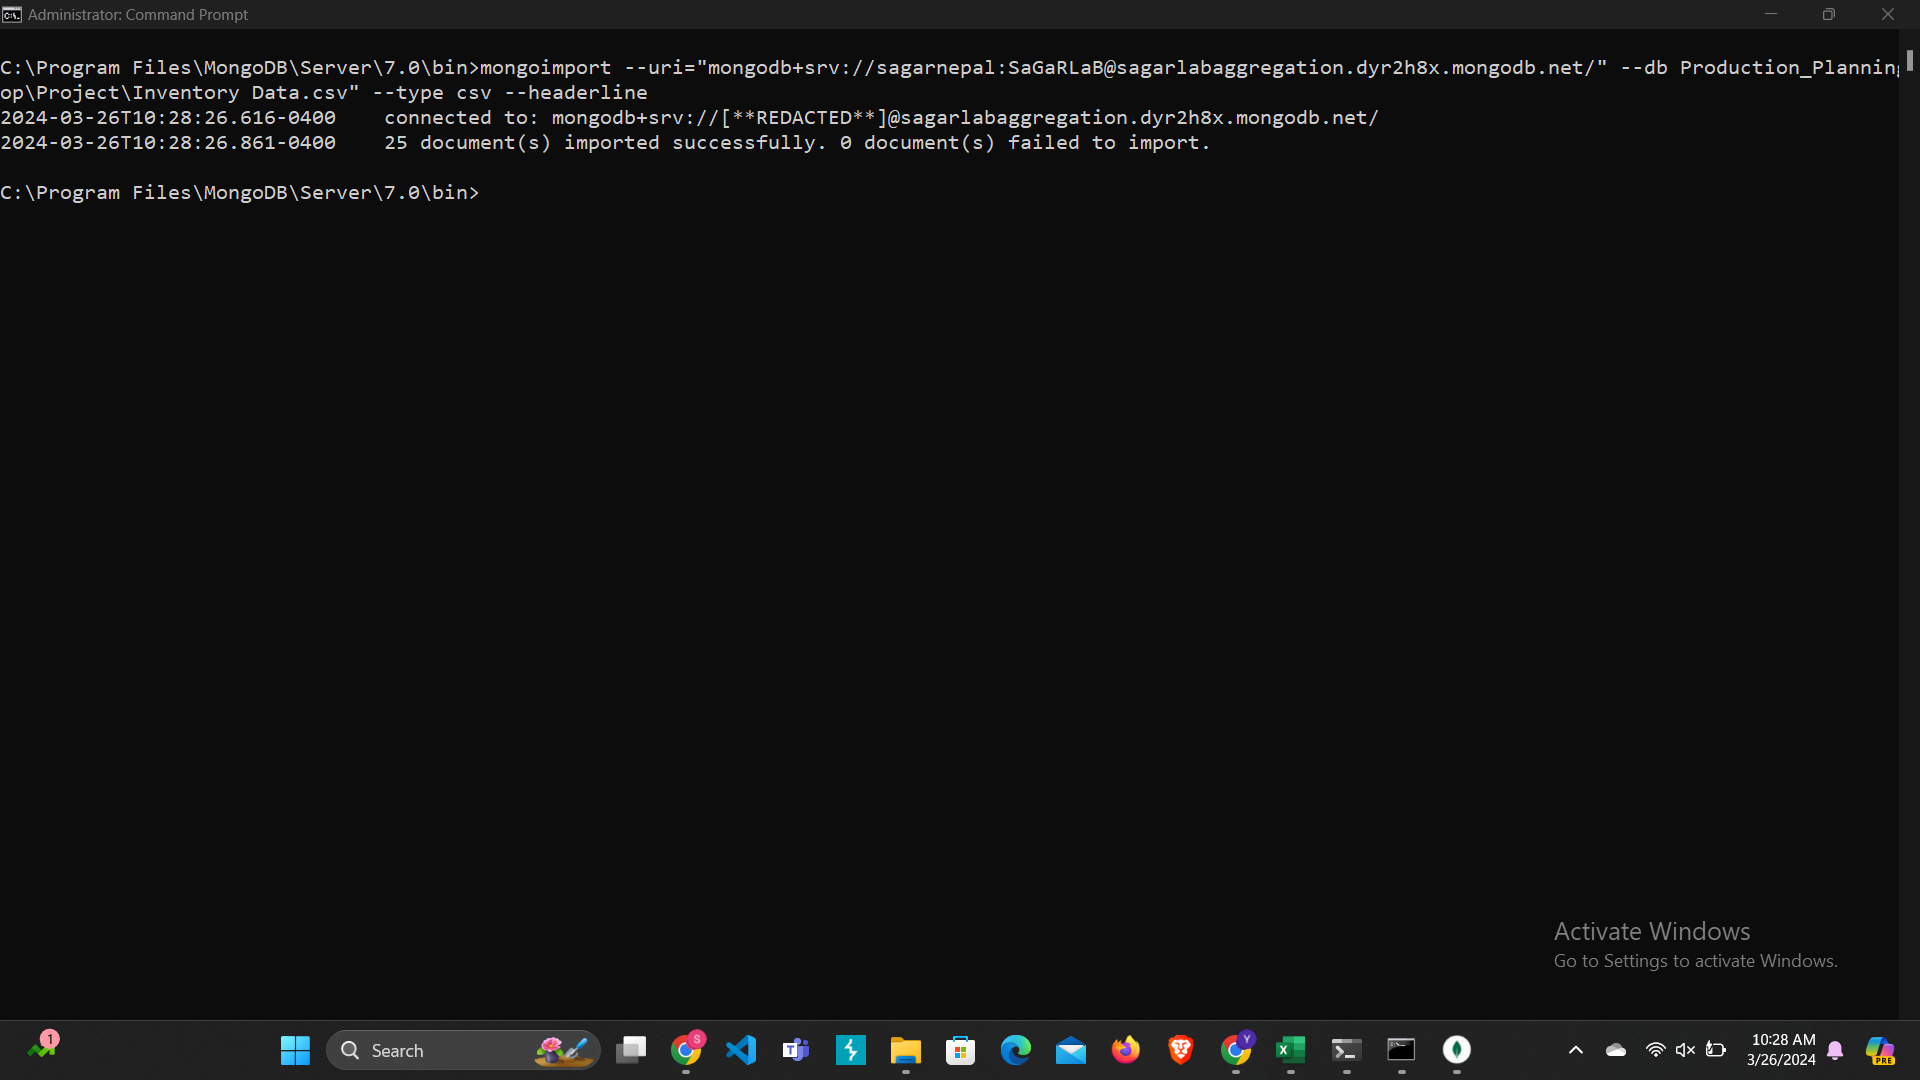 Administrator: Command Prompt
C:\Program Files\MongoDB\Server\7.0\bin>mongoimport --uri="mongodb+srv://sagarnepal:SaGaRLaB@sagarlabaggregation.dyr2h8x.mongodb.net/" --db Production_Planning
op\Project\Inventory Data.csv" --type csv --headerline
2024-03-26T10:28:26.616-0400    connected to: mongodb+srv://[**REDACTED**]@sagarlabaggregation.dyr2h8x.mongodb.net/
2024-03-26T10:28:26.861-0400    25 document(s) imported successfully. 0 document(s) failed to import.
C:\Program Files\MongoDB\Server\7.0\bin>
Activate Windows
Go to Settings to activate Windows.
1
Search
S
Y
10:28 AM
3/26/2024
PRE